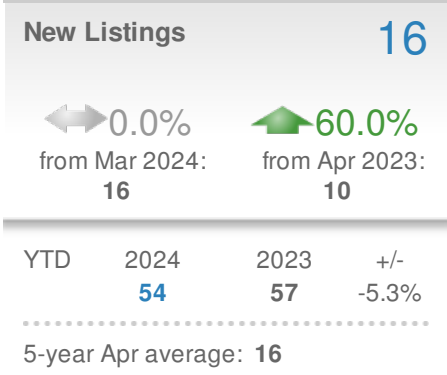 New Listings 16
0.0% 60.0%
from Mar 2024: from Apr 2023:
16 10
YTD 2024 2023 +/-
54 57 -5.3%
5-year Apr average: 16